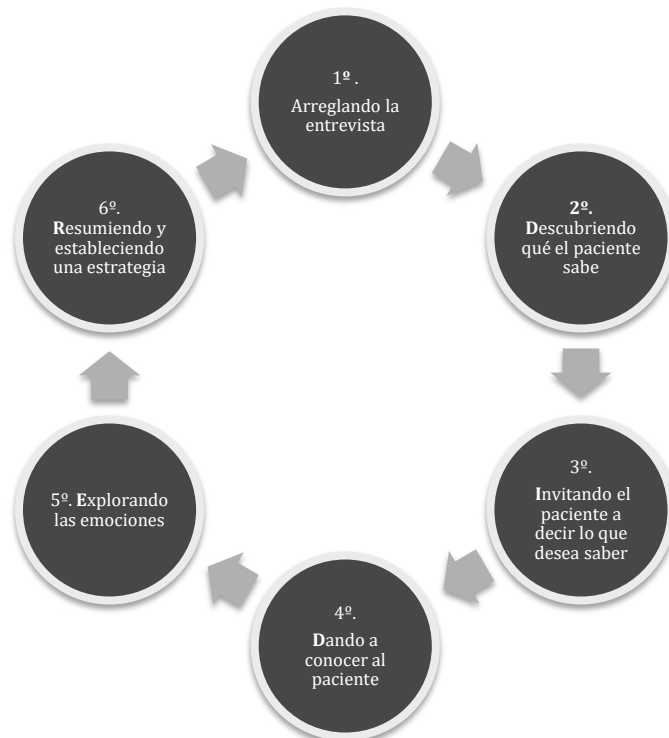 1º .
Arreglando la
entrevista
2º.
Descubriendo
qué el paciente
sabe
3º.
Invitando el
paciente a
decir lo que
desea saber
4º.
Dando a
conocer al
paciente
5º. Explorando
las emociones
6º.
Resumiendo y
estableciendo
una estrategia